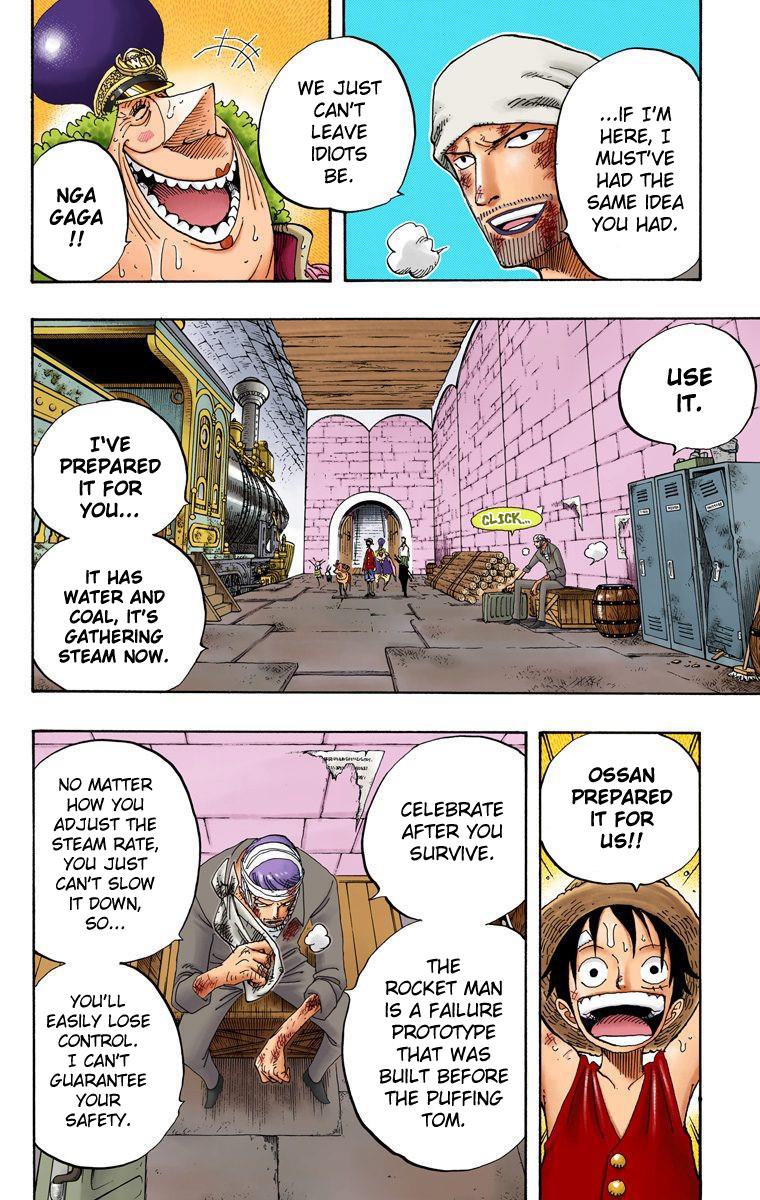 ...IF I'M
HERE, I
MUST'VE
HAD THE
SAME IDEA
YOU HAD.
WE JUST
CAN'T
LEAVE
IDIOTS
BE.
NGA
GAGA
!!
USE
IT.
CLICK...
I'VE
PREPARED
IT FOR
YOU...
IT HAS
WATER AND
COAL, IT'S
GATHERING
STEAM NOW.
OSSAN
PREPARED
IT FOR
US!!
CELEBRATE
AFTER YOU
SURVIVE.
THE
ROCKET MAN
IS A FAILURE
PROTOTYPE
THAT WAS
BUILT BEFORE
THE PUFFING
TOM.
NO MATTER
HOW YOU
ADJUST THE
STEAM RATE,
YOU JUST
CAN'T SLOW
IT DOWN,
SO...
YOU'LL
EASILY LOSE
CONTROL.
I CAN'T
GUARANTEE
YOUR
SAFETY.